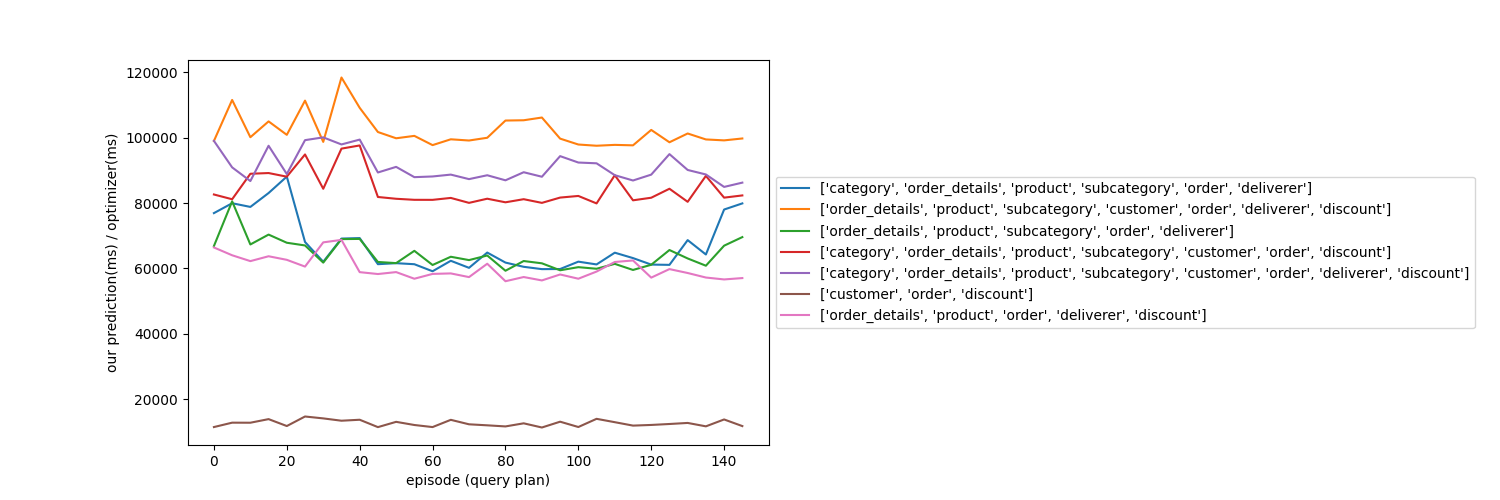 120000
100000
80000
60000
40000
20000
our prediction(ms) / optimizer(ms)
0 20 40 60 80 100 120 140
episode (query plan)
['category', 'order_details', 'product', 'subcategory', 'order', 'deliverer']
['order_details', 'product', 'subcategory', 'customer', 'order', 'deliverer', 'discount']
['order_details', 'product', 'subcategory', 'order', 'deliverer']
['category', 'order_details', 'product', 'subcategory', 'customer', 'order', 'discount']
['category', 'order_details', 'product', 'subcategory', 'customer', 'order', 'deliverer', 'discount']
['customer', 'order', 'discount']
['order_details', 'product', 'order', 'deliverer', 'discount']